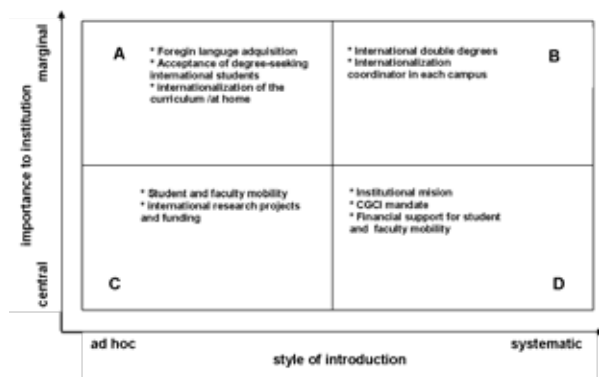 marginal
importance to institution
central
A
* Foregin languge adquisition
* Acceptance of degree-seeking
international students
* internationalization of the
curriculum /at home
* International double degrees
* Internationalization
coordinator in each campus
B
* Student and faculty mobility
* international research projects
and funding
C
* Institutional mision
* CGCI mandate
* Financial support for student
and faculty mobility
D
ad hoc
systematic
style of introduction